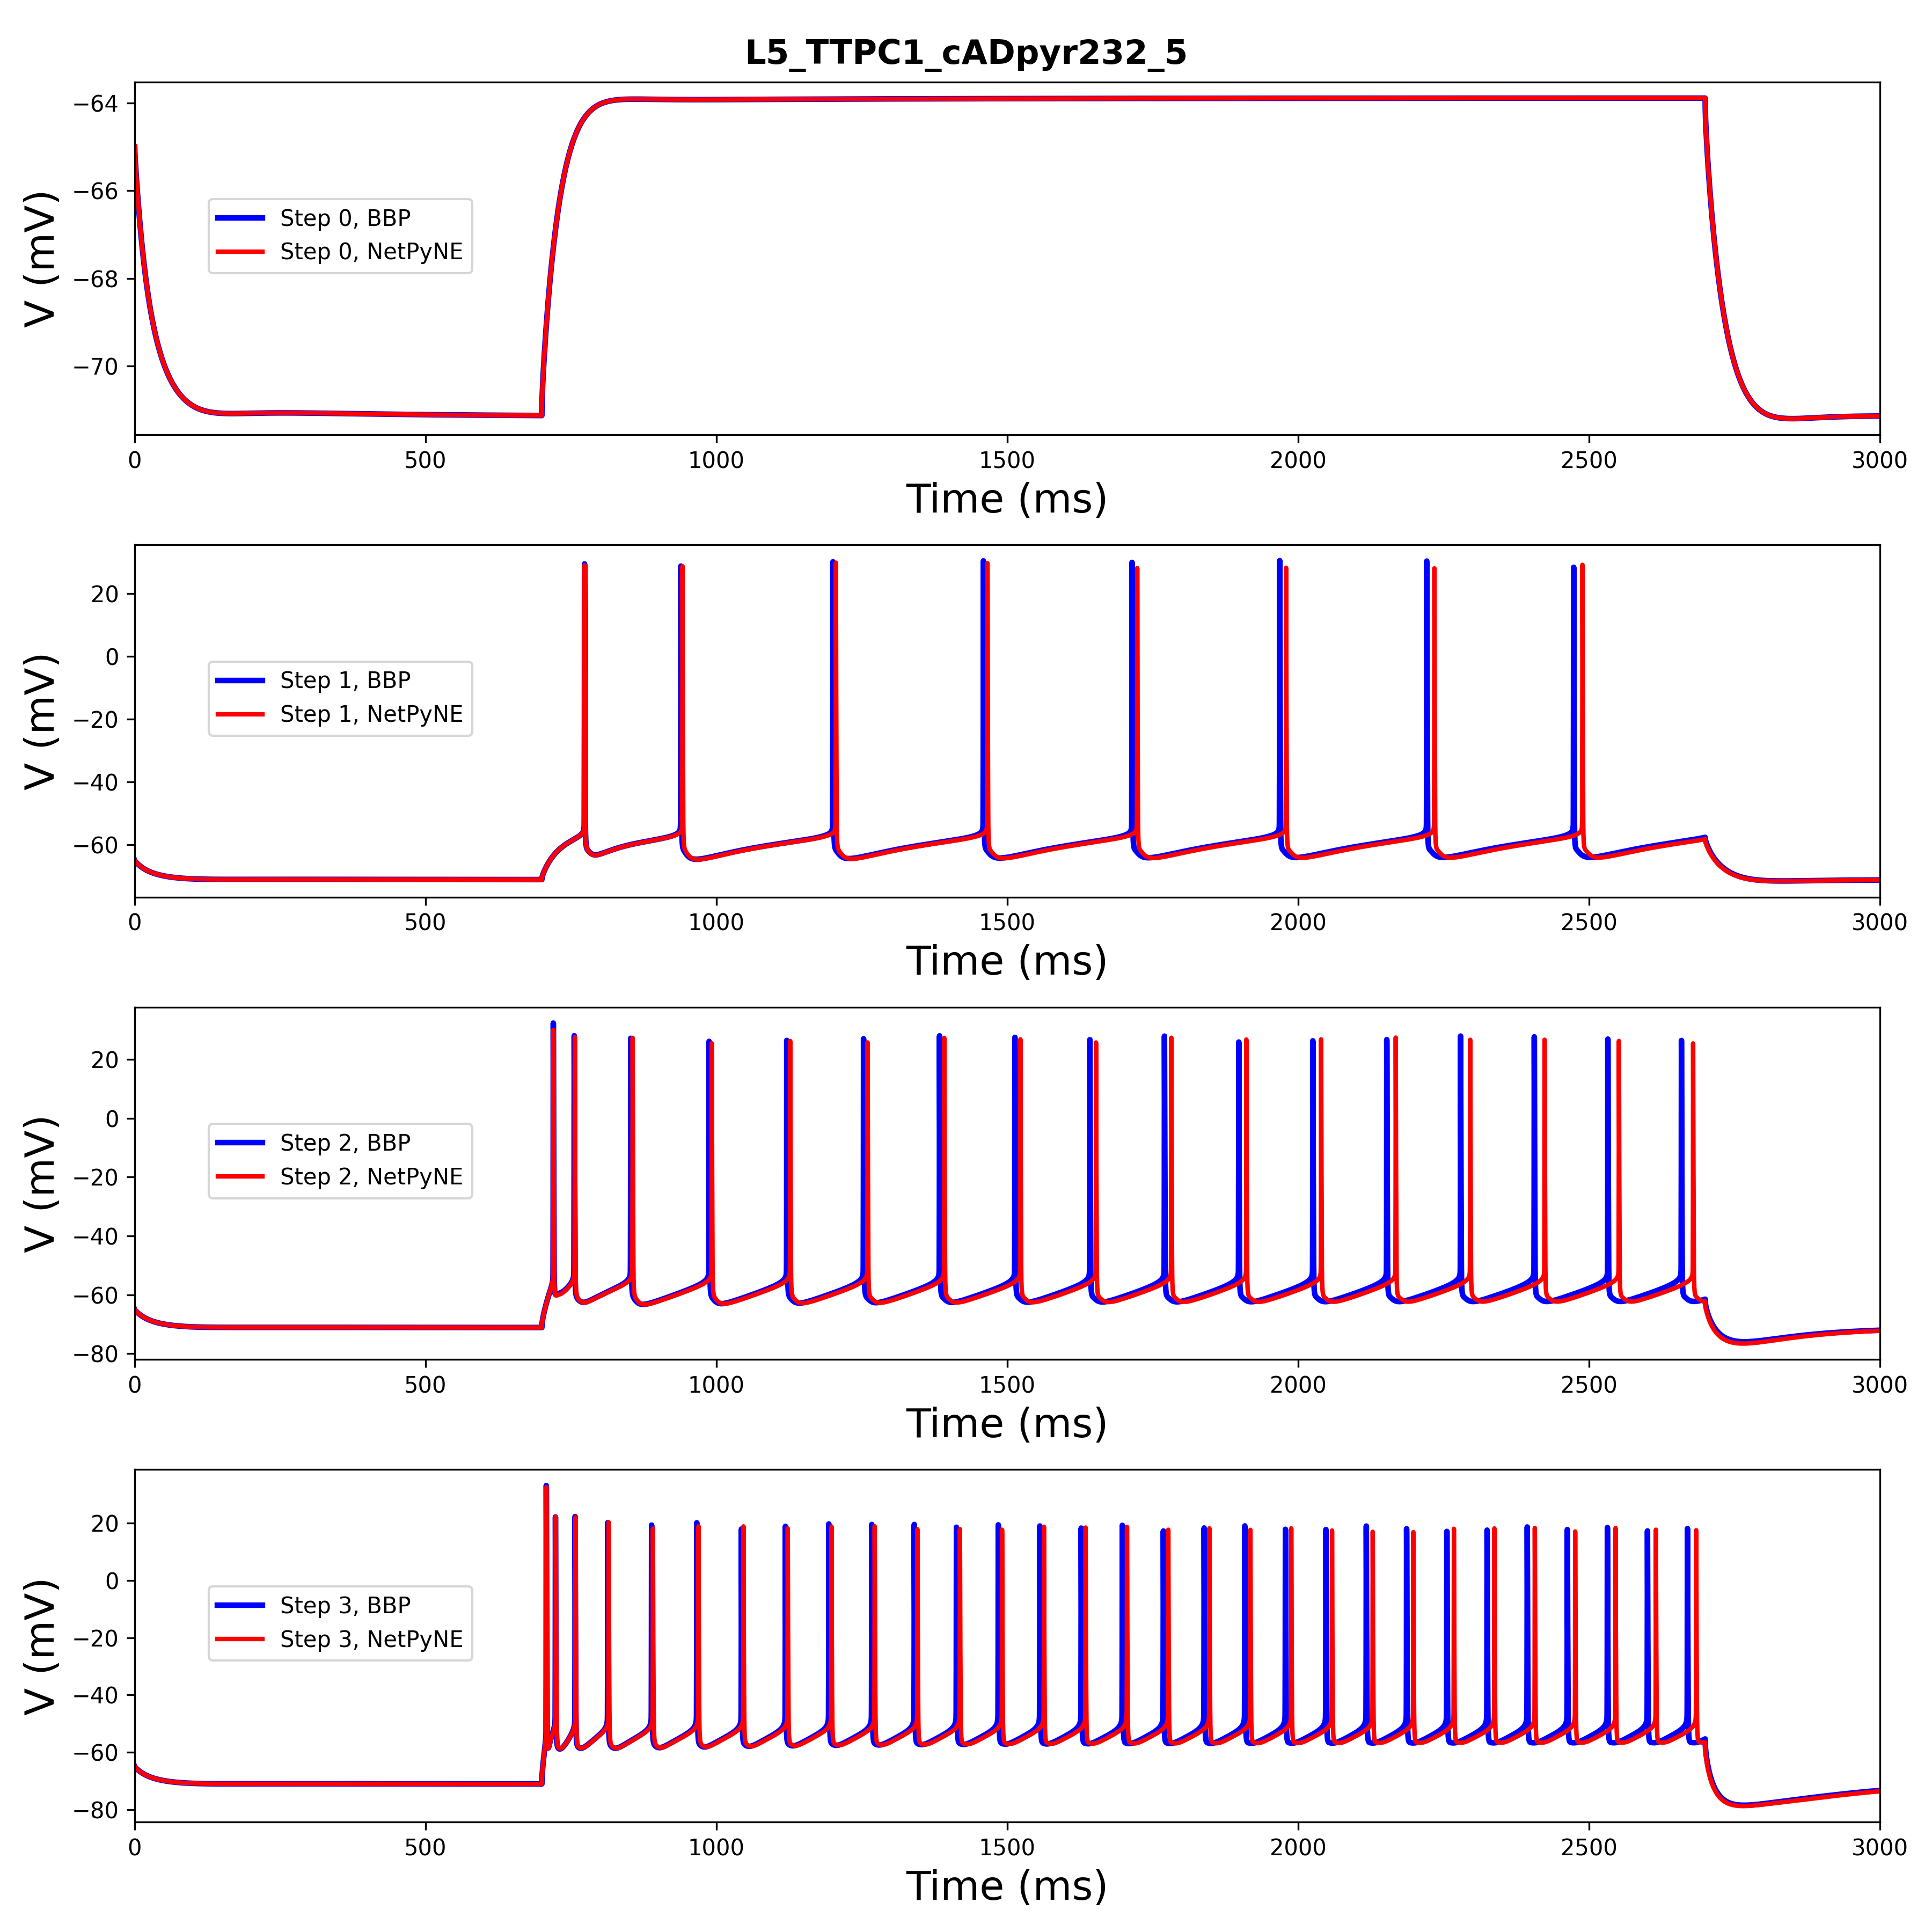 L5_TTPC1_cADpyr232_5
−64
−66
−68
−70
V (mV)
Step 0, BBP
Step 0, NetPyNE
0 500 1000 1500 2000 2500 3000
Time (ms)
20
0
−20
−40
−60
V (mV)
Step 1, BBP
Step 1, NetPyNE
0 500 1000 1500 2000 2500 3000
Time (ms)
20
0
−20
−40
−60
−80
V (mV)
Step 2, BBP
Step 2, NetPyNE
0 500 1000 1500 2000 2500 3000
Time (ms)
20
0
−20
−40
−60
−80
V (mV)
Step 3, BBP
Step 3, NetPyNE
0 500 1000 1500 2000 2500 3000
Time (ms)